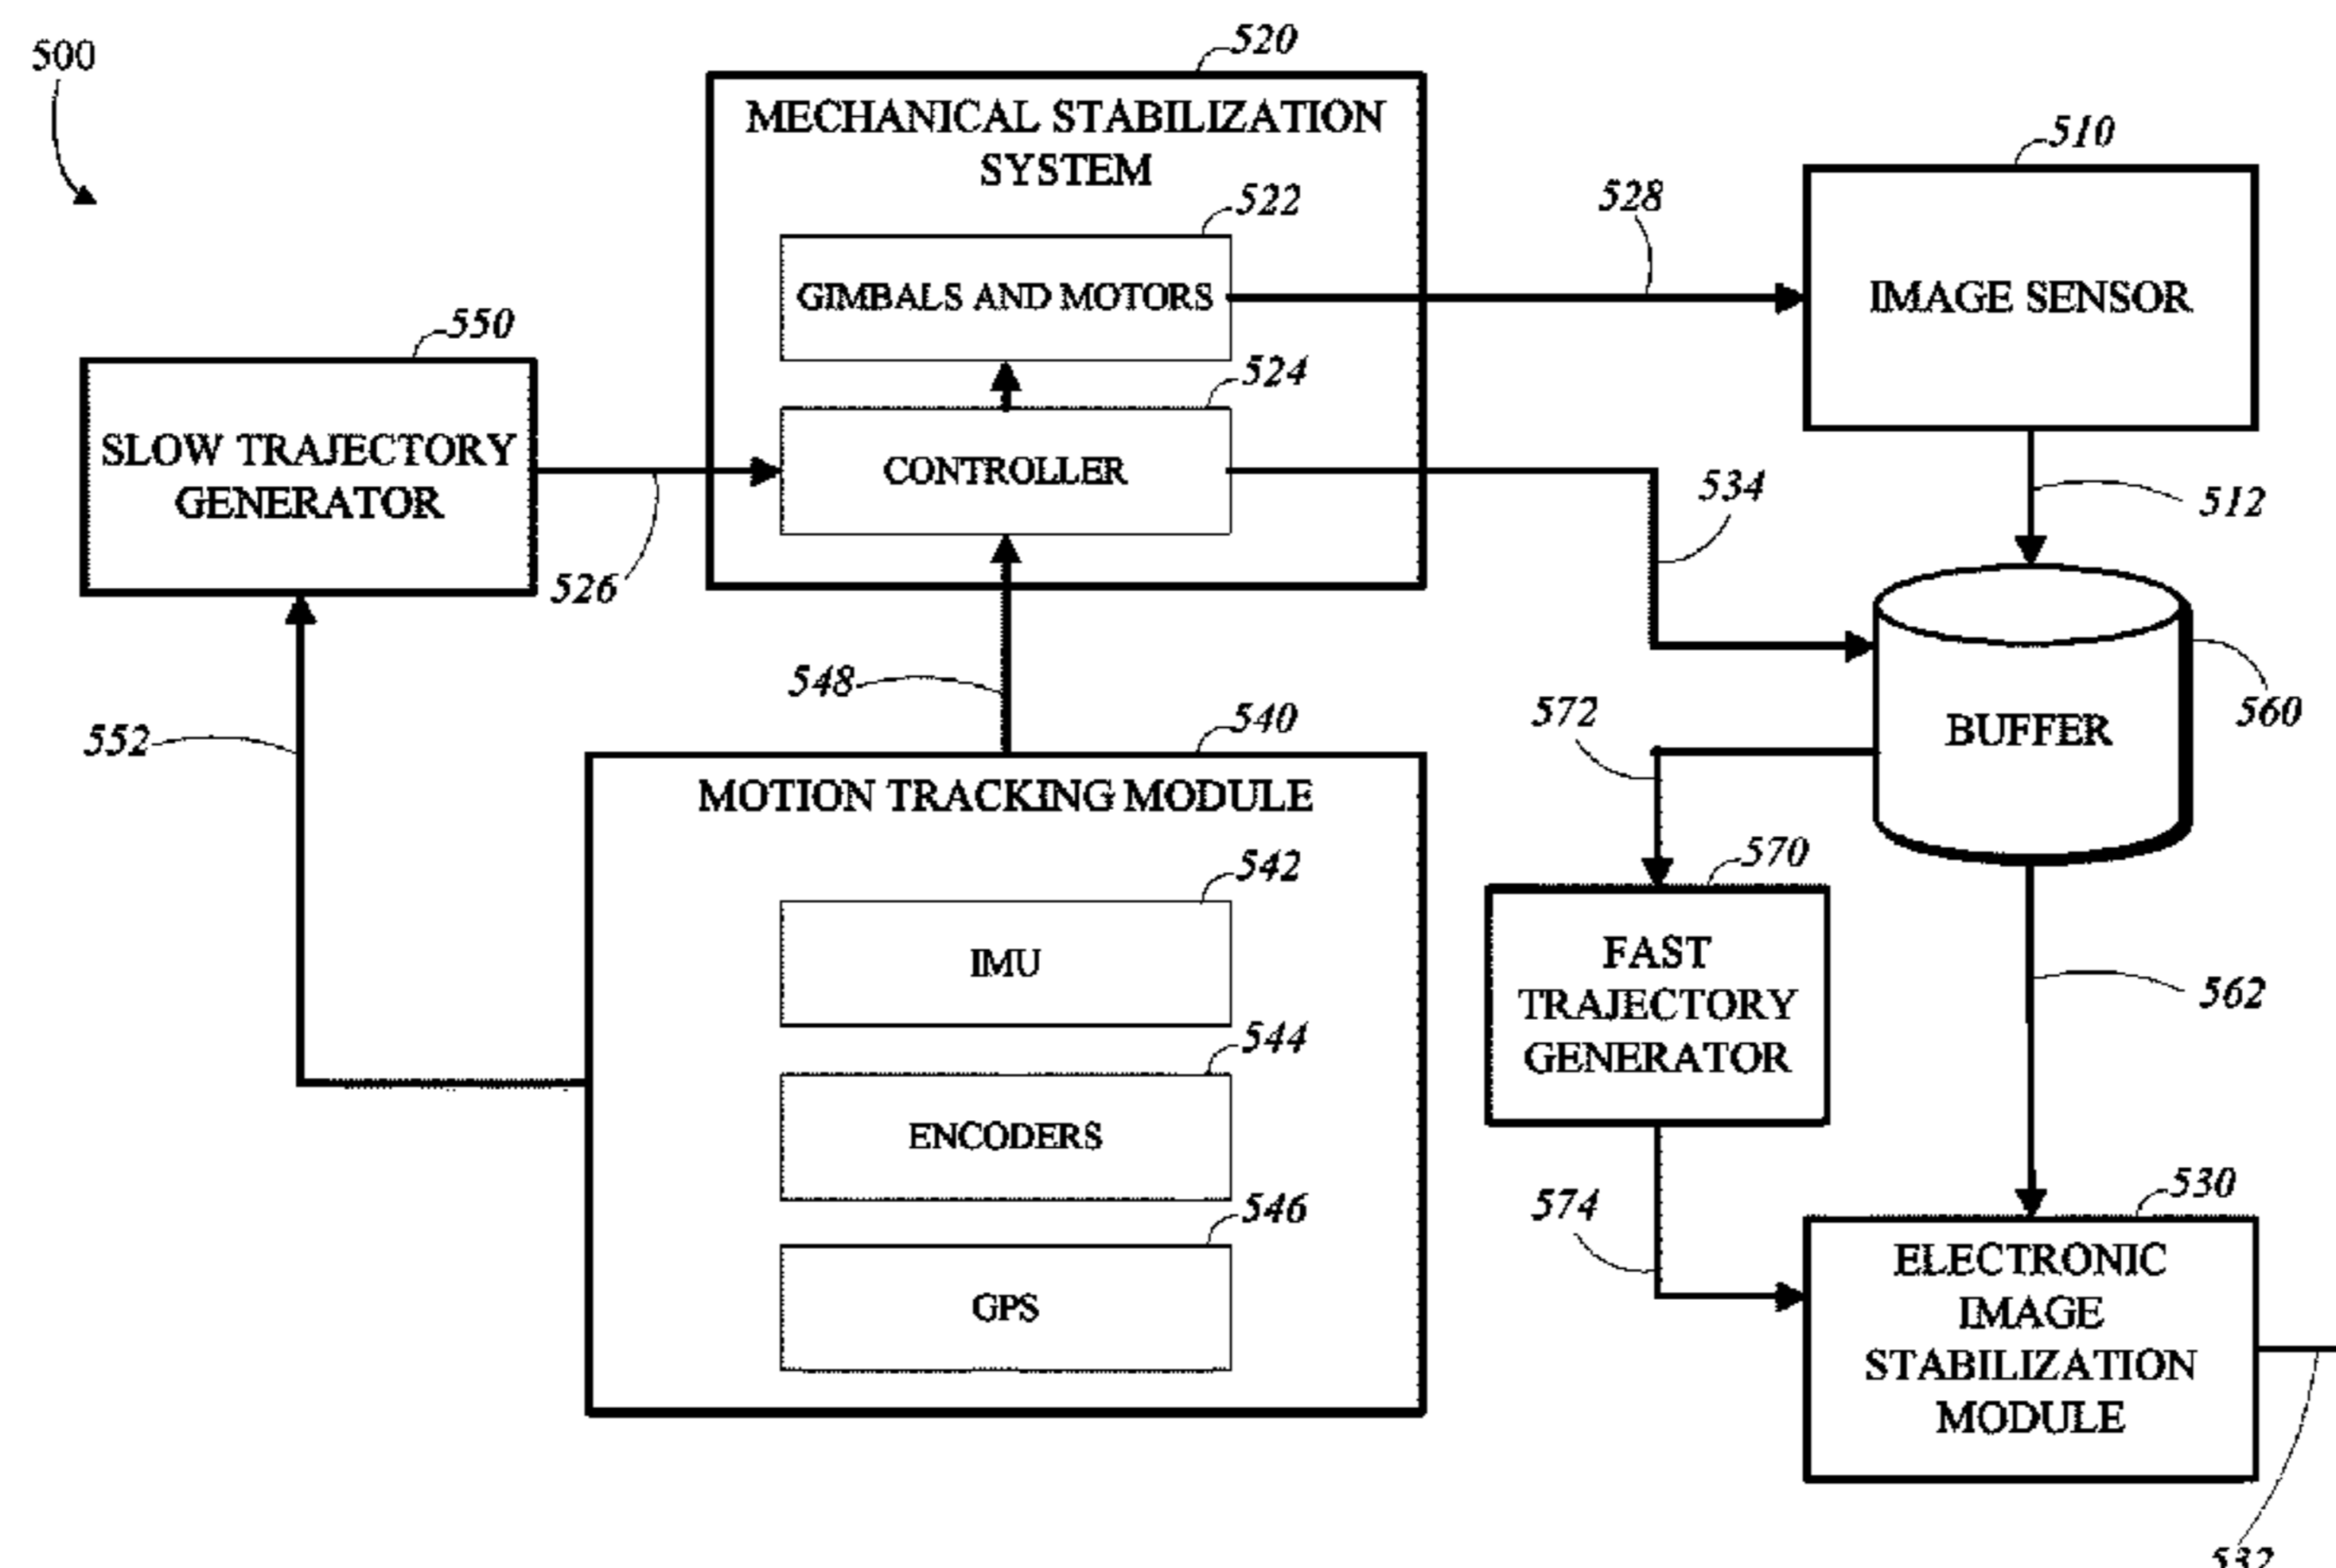 500
520
MECHANICAL STABILIZATION
SYSTEM
522
GIMBALS AND MOTORS
524
CONTROLLER
528
510
IMAGE SENSOR
550
SLOW TRAJECTORY
GENERATOR
526
534
512
548
552
540
MOTION TRACKING MODULE
542
IMU
544
ENCODERS
546
GPS
560
BUFFER
572
570
FAST
TRAJECTORY
GENERATOR
562
574
530
ELECTRONIC
IMAGE
STABILIZATION
MODULE
532